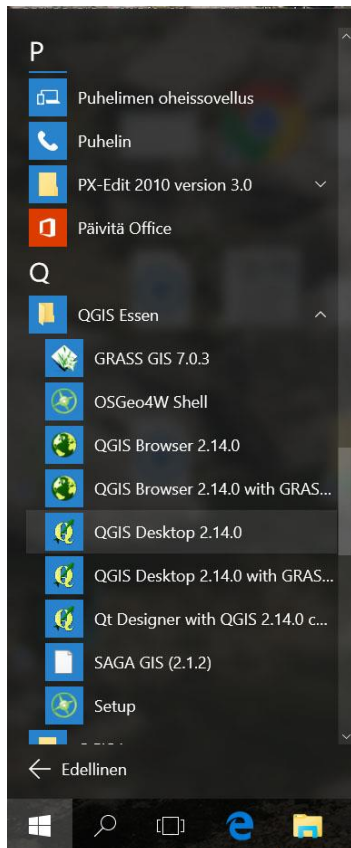 P
Puhelimen oheissovellus
Puhelin
PX-Edit 2010 version 3.0
Päivitä Office
Q
QGIS Essen
GRASS GIS 7.0.3
OSGeo4W Shell
QGIS Browser 2.14.0
QGIS Browser 2.14.0 with GRAS...
QGIS Desktop 2.14.0
QGIS Desktop 2.14.0 with GRAS...
Qt Designer with QGIS 2.14.0 c...
SAGA GIS (2.1.2)
Setup
Edellinen